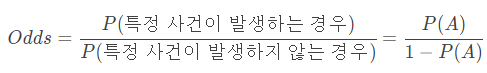 Odds = P(특정 사건이 발생하는 경우) / P(특정 사건이 발생하지 않는 경우) = P(A) / 1 − P(A)